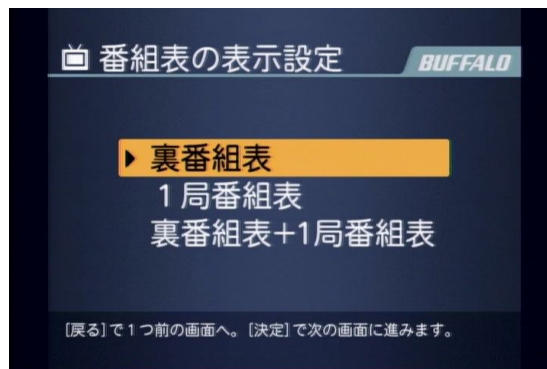 番組表の表示設定
BUFFALO
裏番組表
1局番組表
裏番組表+1局番組表
[戻る]で1つ前の画面へ。[決定]で次の画面に進みます。